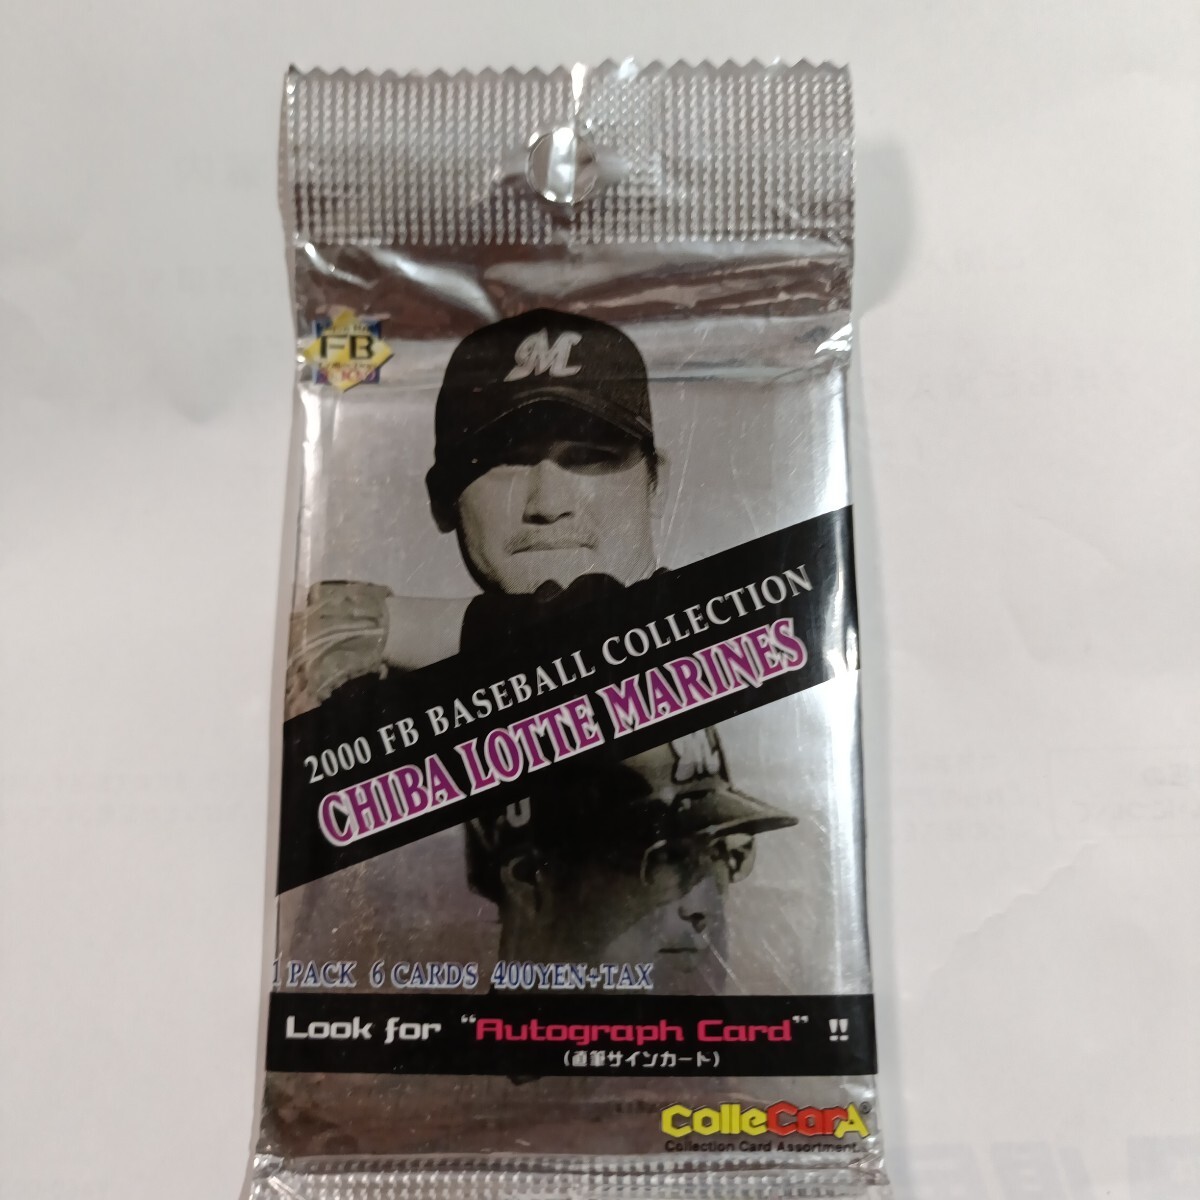 FB
M
2000 FB BASEBALL COLLECTION
CHIBA LOTTE MARINES
M
1 PACK 6 CARDS 400YEN+TAX
Look for "Autograph Card" !!
(直筆サインカード)
ColleCarA®
Collection Card Assortment